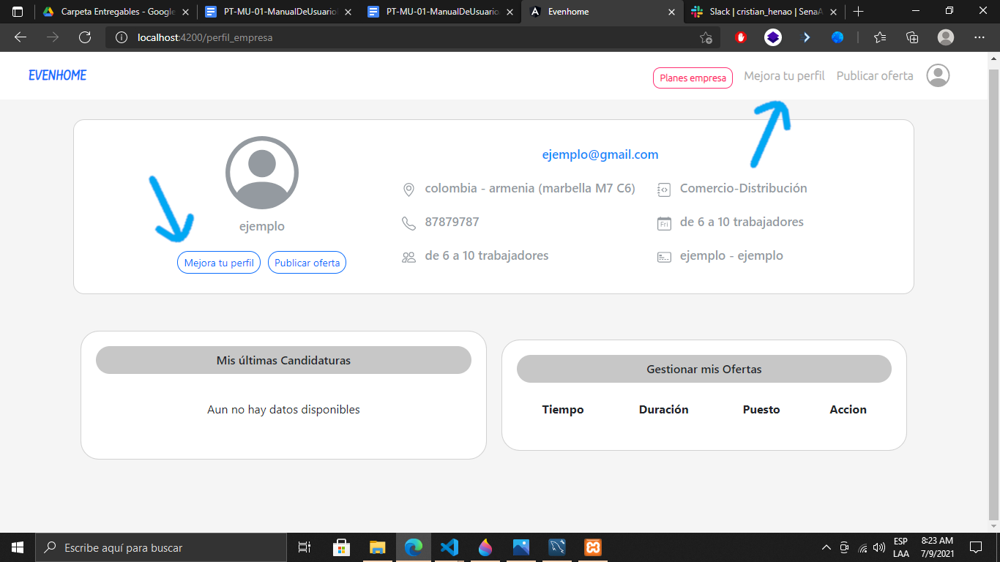 Carpeta Entregables - Google
PT-MU-01-ManualDeUsuario
PT-MU-01-ManualDeUsuario.
Evenhome
Slack | cristian_henao | SenaA
localhost:4200/perfil_empresa
EVENHOME
Planes empresa
Mejora tu perfil
Publicar oferta
ejemplo@gmail.com
colombia - armenia (marbella M7 C6)
Comercio-Distribución
87879787
Fri
de 6 a 10 trabajadores
de 6 a 10 trabajadores
ejemplo - ejemplo
ejemplo
Mejora tu perfil
Publicar oferta
Mis últimas Candidaturas
Aun no hay datos disponibles
Gestionar mis Ofertas
Tiempo Duración Puesto Accion
Escribe aquí para buscar
ESP
LAA
8:23 AM
7/9/2021